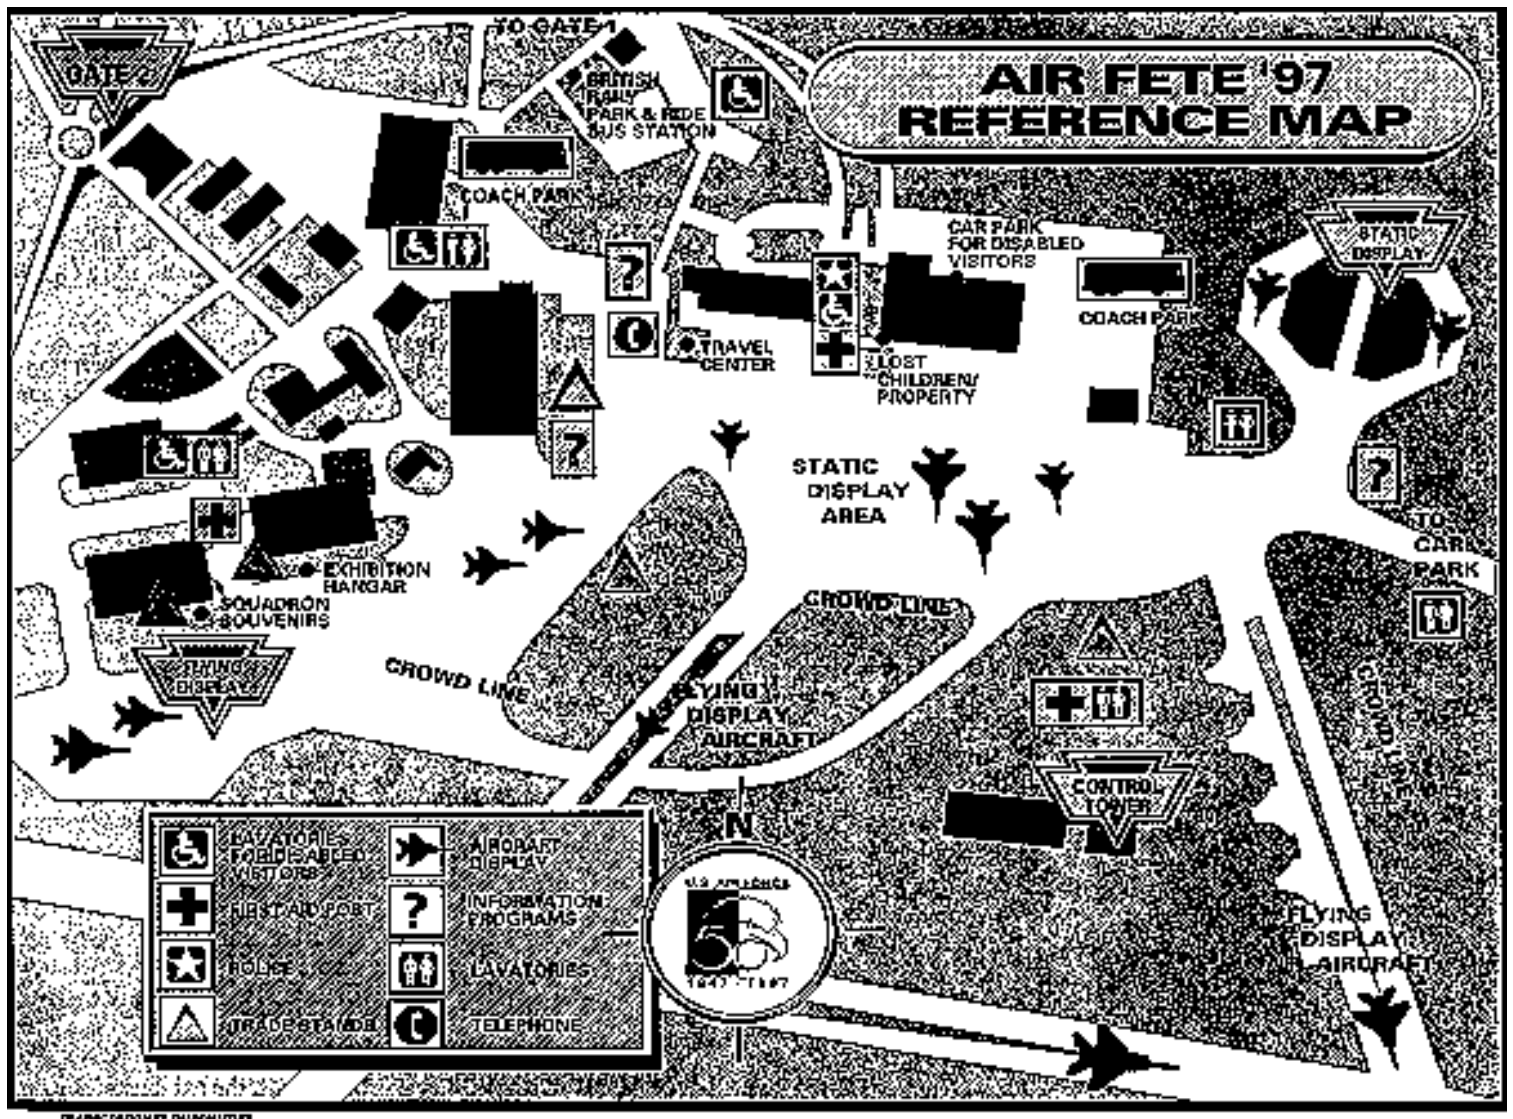 TO GATE 1
GATE 2
AIR FETE '97
REFERENCE MAP
BRITISH
RAIL
PARK & RIDE
BUS STATION
COACH PARK
CAR PARK
FOR DISABLED
VISITORS
STATIC
DISPLAY
COACH PARK
TRAVEL
CENTER
LOST
CHILDREN/
PROPERTY
STATIC
DISPLAY
AREA
TO
CAR
PARK
EXHIBITION
HANGAR
SQUADRON
SOUVENIRS
CROWD LINE
FLYING
DISPLAY
CROWD LINE
CROWD LINE
FLYING
DISPLAY
AIRCRAFT
CONTROL
TOWER
N
LAVATORIES
FOR DISABLED
VISITORS
AIRCRAFT
DISPLAY
FIRST AID POST
INFORMATION
PROGRAMS
POLICE
LAVATORIES
TRADE STANDS
TELEPHONE
U.S. AIR FORCE
50
1947-1997
FLYING
DISPLAY
AIRCRAFT